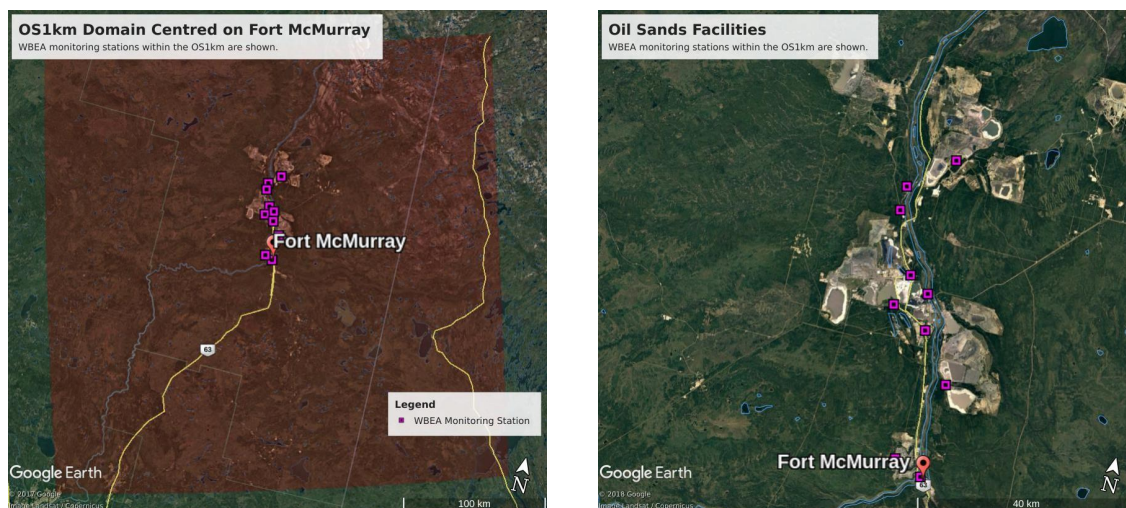 OS1km Domain Centred on Fort McMurray
WBEA monitoring stations within the OS1km are shown.
Fort McMurray
63
Legend
WBEA Monitoring Station
Google Earth
© 2017 Google
Image Landsat / Copernicus
100 km
N
Oil Sands Facilities
WBEA monitoring stations within the OS1km are shown.
Fort McMurray
63
Google Earth
© 2018 Google
Image Landsat / Copernicus
40 km
N